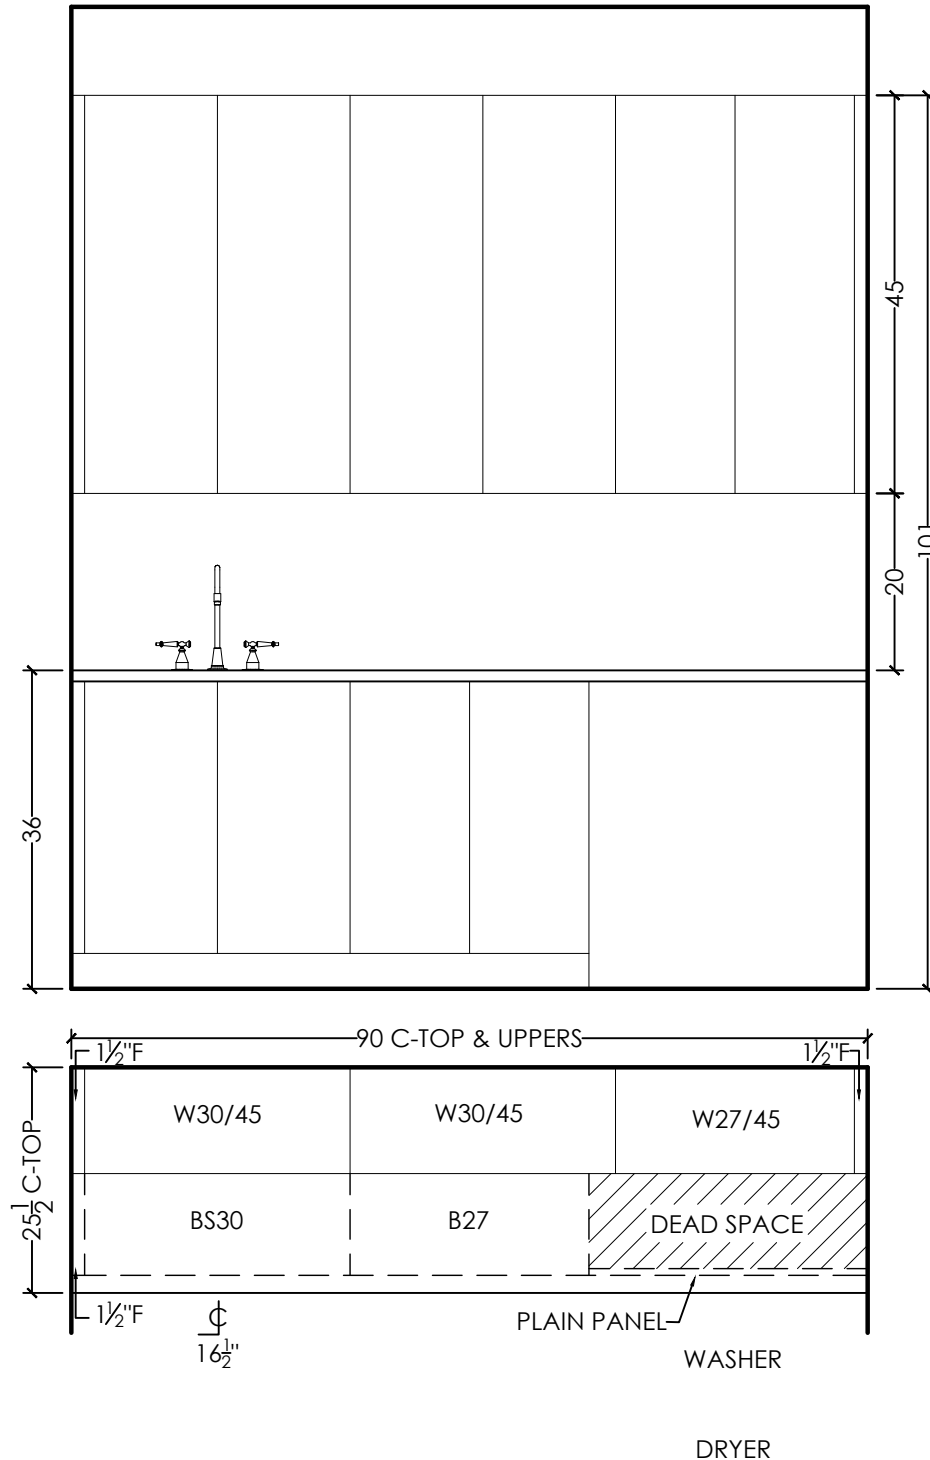 45
20
101
36
90 C-TOP & UPPERS
1½"F
1½"F
W30/45
W30/45
W27/45
25½ C-TOP
BS30
B27
DEAD SPACE
1½"F
℄
16½"
PLAIN PANEL
WASHER
DRYER